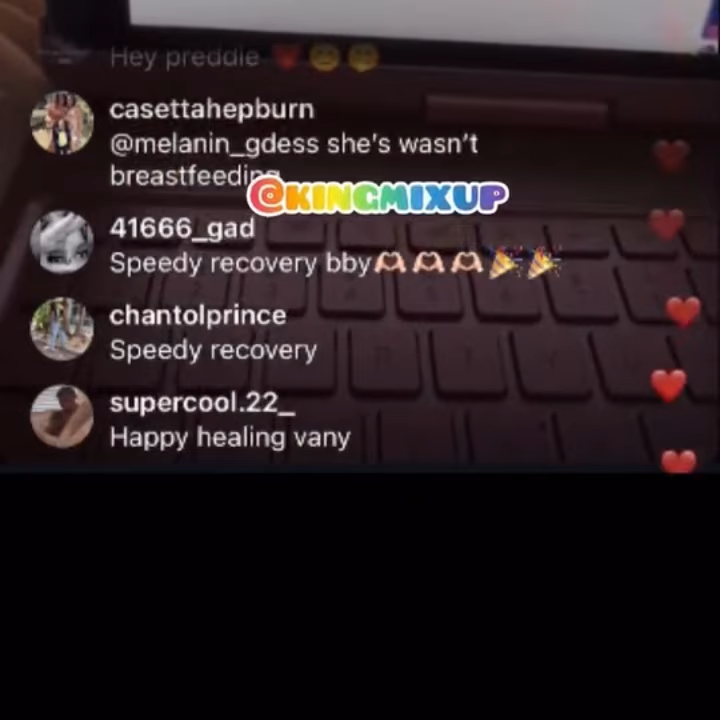 Hey preddie ❤️😊😊
casettahepburn
@melanin_gdess she's wasn't
breastfeeding
@KINGMIXUP
41666_gad
Speedy recovery bby🫶🏼🫶🏼🫶🏼🎉🎉
chantolprince
Speedy recovery
supercool.22_
Happy healing vany